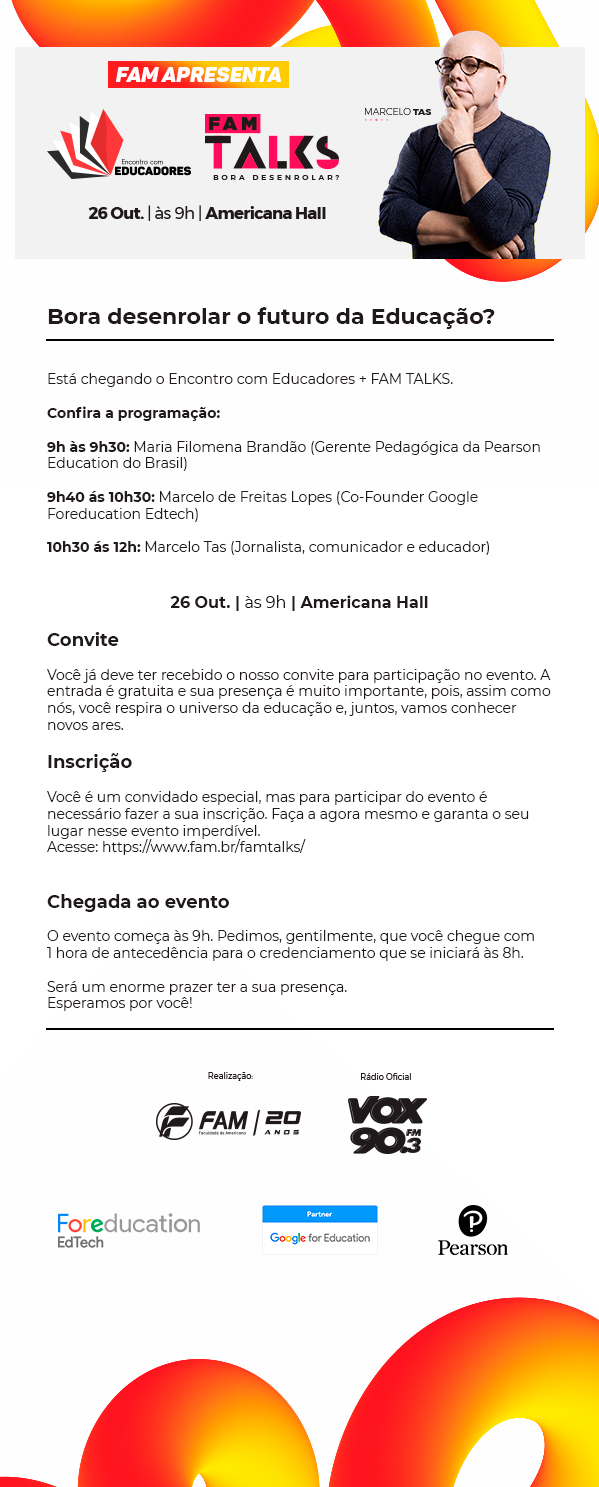 FAM APRESENTA
MARCELO TAS
Encontro com
EDUCADORES
FAM
TALKS
BORA DESENROLAR?
26 Out. | às 9h | Americana Hall
Bora desenrolar o futuro da Educação?
Está chegando o Encontro com Educadores + FAM TALKS.
Confira a programação:
9h às 9h30: Maria Filomena Brandão (Gerente Pedagógica da Pearson
Education do Brasil)
9h40 ás 10h30: Marcelo de Freitas Lopes (Co-Founder Google
Foreducation Edtech)
10h30 ás 12h: Marcelo Tas (Jornalista, comunicador e educador)
26 Out. | às 9h | Americana Hall
Convite
Você já deve ter recebido o nosso convite para participação no evento. A
entrada é gratuita e sua presença é muito importante, pois, assim como
nós, você respira o universo da educação e, juntos, vamos conhecer
novos ares.
Inscrição
Você é um convidado especial, mas para participar do evento é
necessário fazer a sua inscrição. Faça a agora mesmo e garanta o seu
lugar nesse evento imperdível.
Acesse: https://www.fam.br/famtalks/
Chegada ao evento
O evento começa às 9h. Pedimos, gentilmente, que você chegue com
1 hora de antecedência para o credenciamento que se iniciará às 8h.
Será um enorme prazer ter a sua presença.
Esperamos por você!
Realização:
Rádio Oficial
FAM | 20
Faculdade de Americana
ANOS
VOX
90.3 FM
Foreducation
EdTech
Partner
Google for Education
Pearson